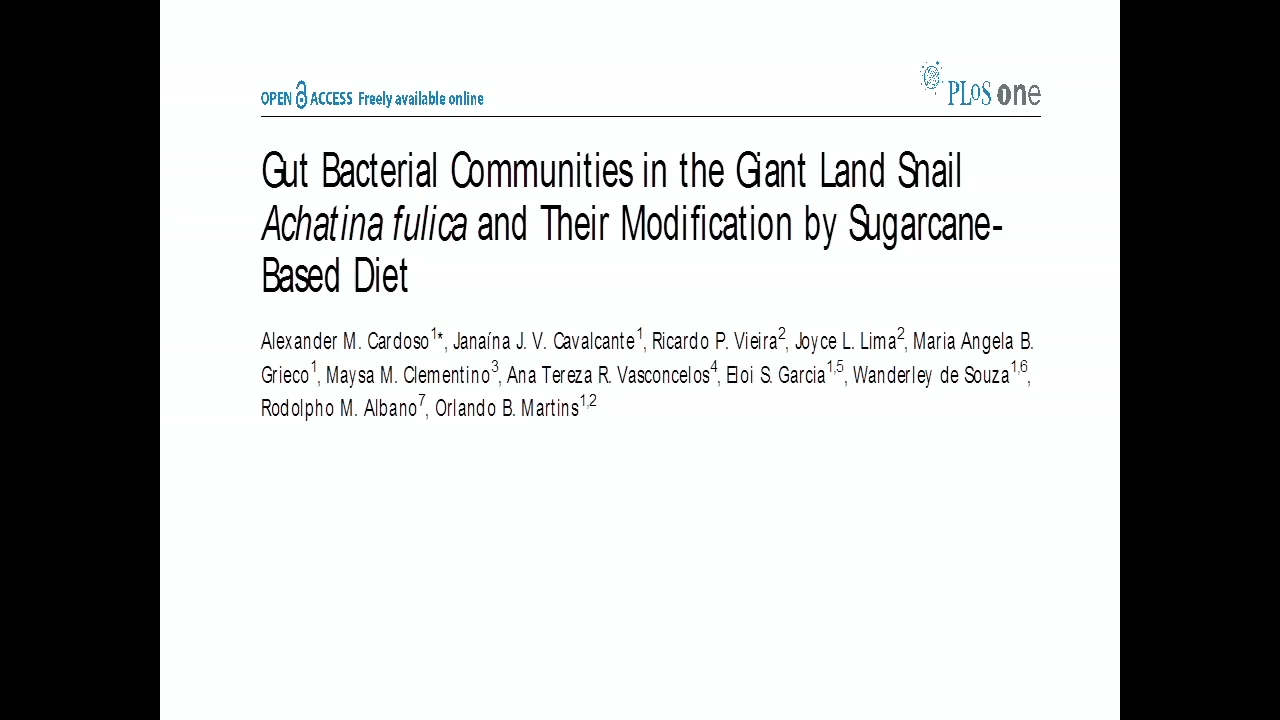 OPEN ACCESS Freely available online
PLoS one
Gut Bacterial Communities in the Giant Land Snail
Achatina fulica and Their Modification by Sugarcane-
Based Diet
Alexander M. Cardoso1*, Janaína J. V. Cavalcante1, Ricardo P. Vieira2, Joyce L. Lima2, Maria Angela B.
Grieco1, Maysa M. Clementino3, Ana Tereza R. Vasconcelos4, Eloi S. Garcia1,5, Wanderley de Souza1,6,
Rodolpho M. Albano7, Orlando B. Martins1,2